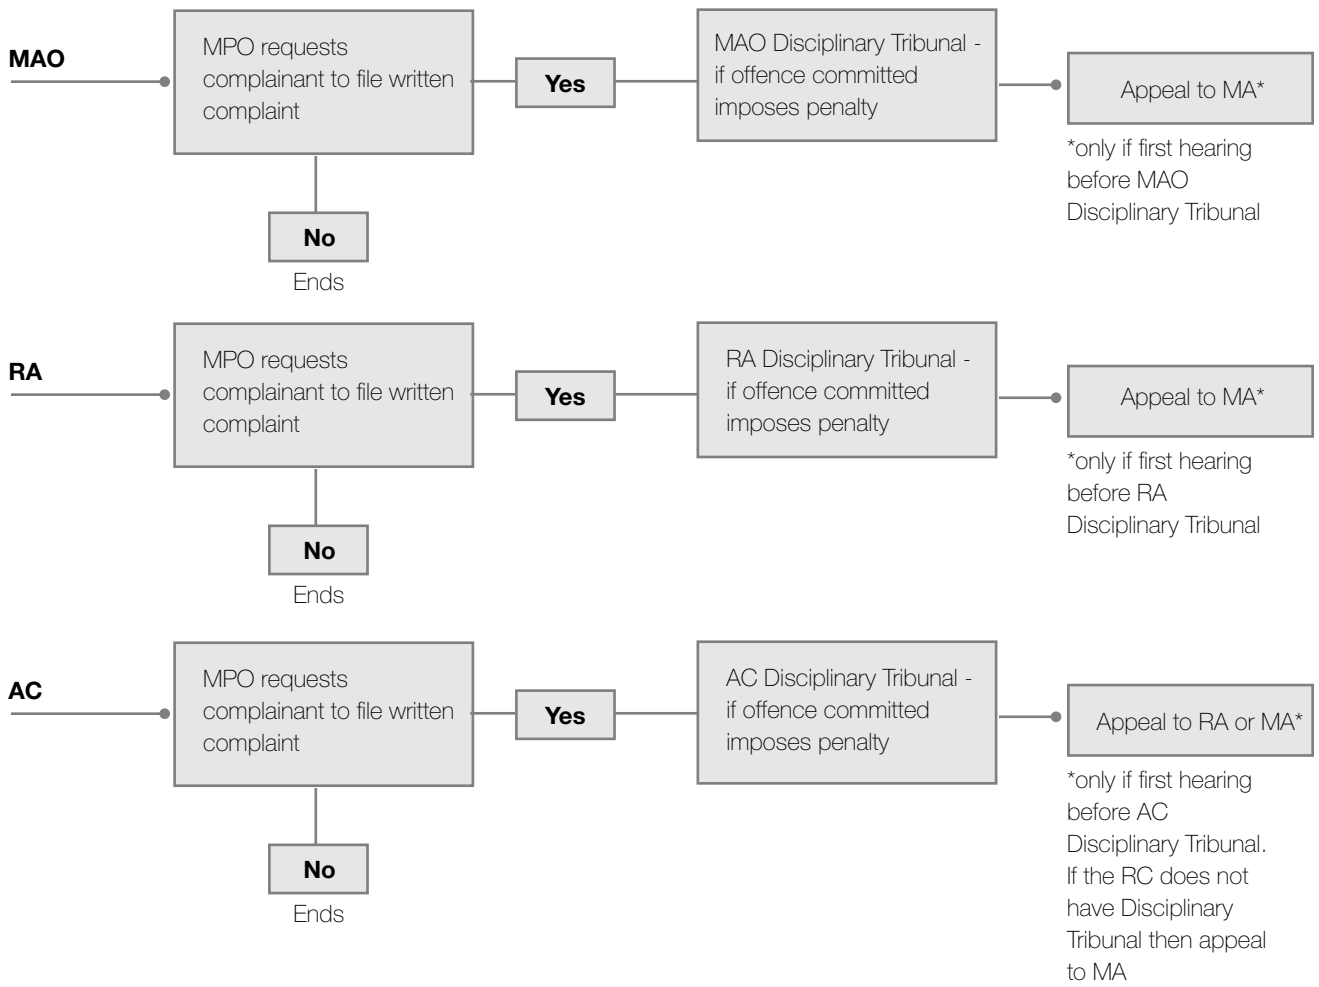 MAO
MPO requests
complainant to file written
complaint
Yes
MAO Disciplinary Tribunal -
if offence committed
imposes penalty
Appeal to MA*
*only if first hearing
before MAO
Disciplinary Tribunal
No
Ends
RA
MPO requests
complainant to file written
complaint
Yes
RA Disciplinary Tribunal -
if offence committed
imposes penalty
Appeal to MA*
*only if first hearing
before RA
Disciplinary Tribunal
No
Ends
AC
MPO requests
complainant to file written
complaint
Yes
AC Disciplinary Tribunal -
if offence committed
imposes penalty
Appeal to RA or MA*
*only if first hearing
before AC
Disciplinary Tribunal.
If the RC does not
have Disciplinary
Tribunal then appeal
to MA
No
Ends